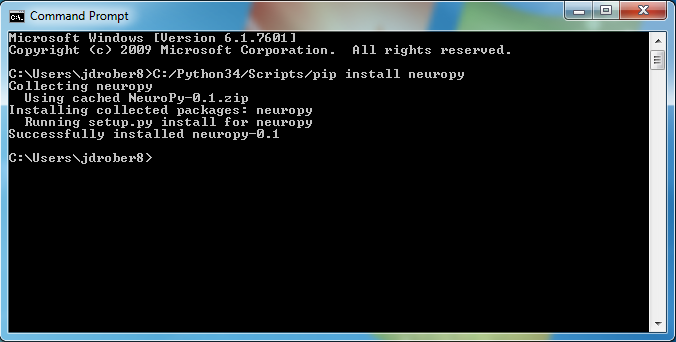 Command Prompt
Microsoft Windows [Version 6.1.7601]
Copyright (c) 2009 Microsoft Corporation.  All rights reserved.
C:\Users\jdrober8>C:/Python34/Scripts/pip install neuropy
Collecting neuropy
  Using cached NeuroPy-0.1.zip
Installing collected packages: neuropy
  Running setup.py install for neuropy
Successfully installed neuropy-0.1
C:\Users\jdrober8>